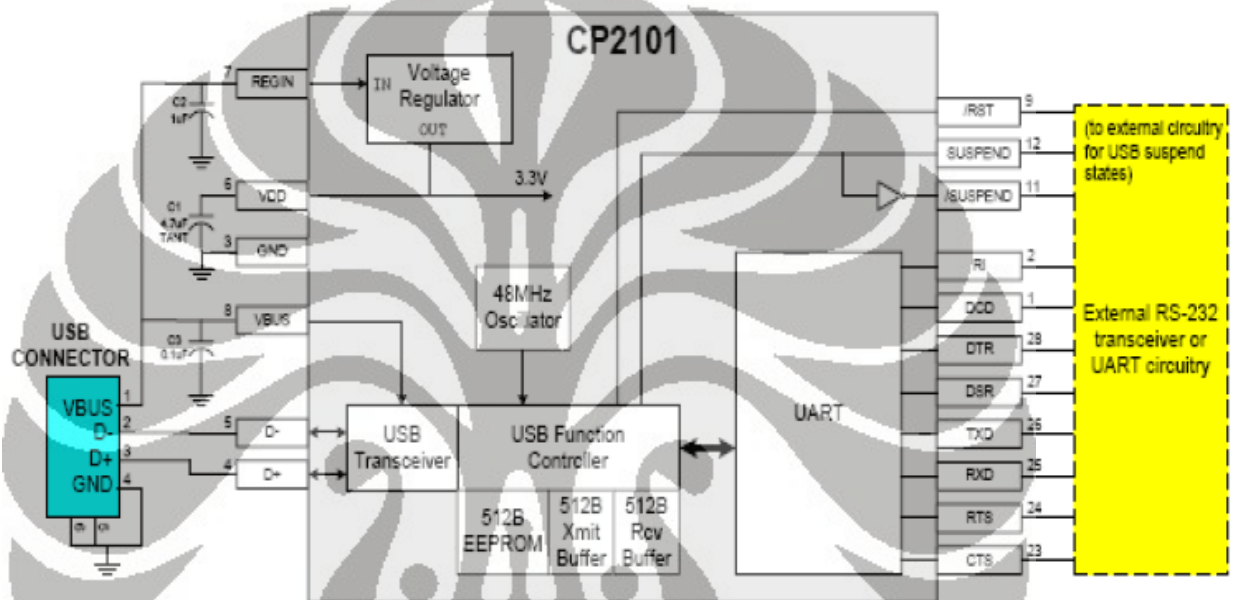 CP2101
7
REGIN
IN
Voltage
Regulator
OUT
C2
1uF
6
VDD
3.3V
C1
4.7uF
TANT
3
GND
48MHz
Oscillator
8
VBUS
C3
0.1uF
USB
CONNECTOR
VBUS
1
D-
2
D+
3
GND
4
5
D-
4
D+
USB
Transceiver
USB Function
Controller
512B
EEPROM
512B
Xmit
Buffer
512B
Rcv
Buffer
UART
/RST
9
SUSPEND
12
/SUSPEND
11
RI
2
DCD
1
DTR
28
DSR
27
TXD
26
RXD
25
RTS
24
CTS
23
(to external circuitry
for USB suspend
states)
External RS-232
transceiver or
UART circuitry